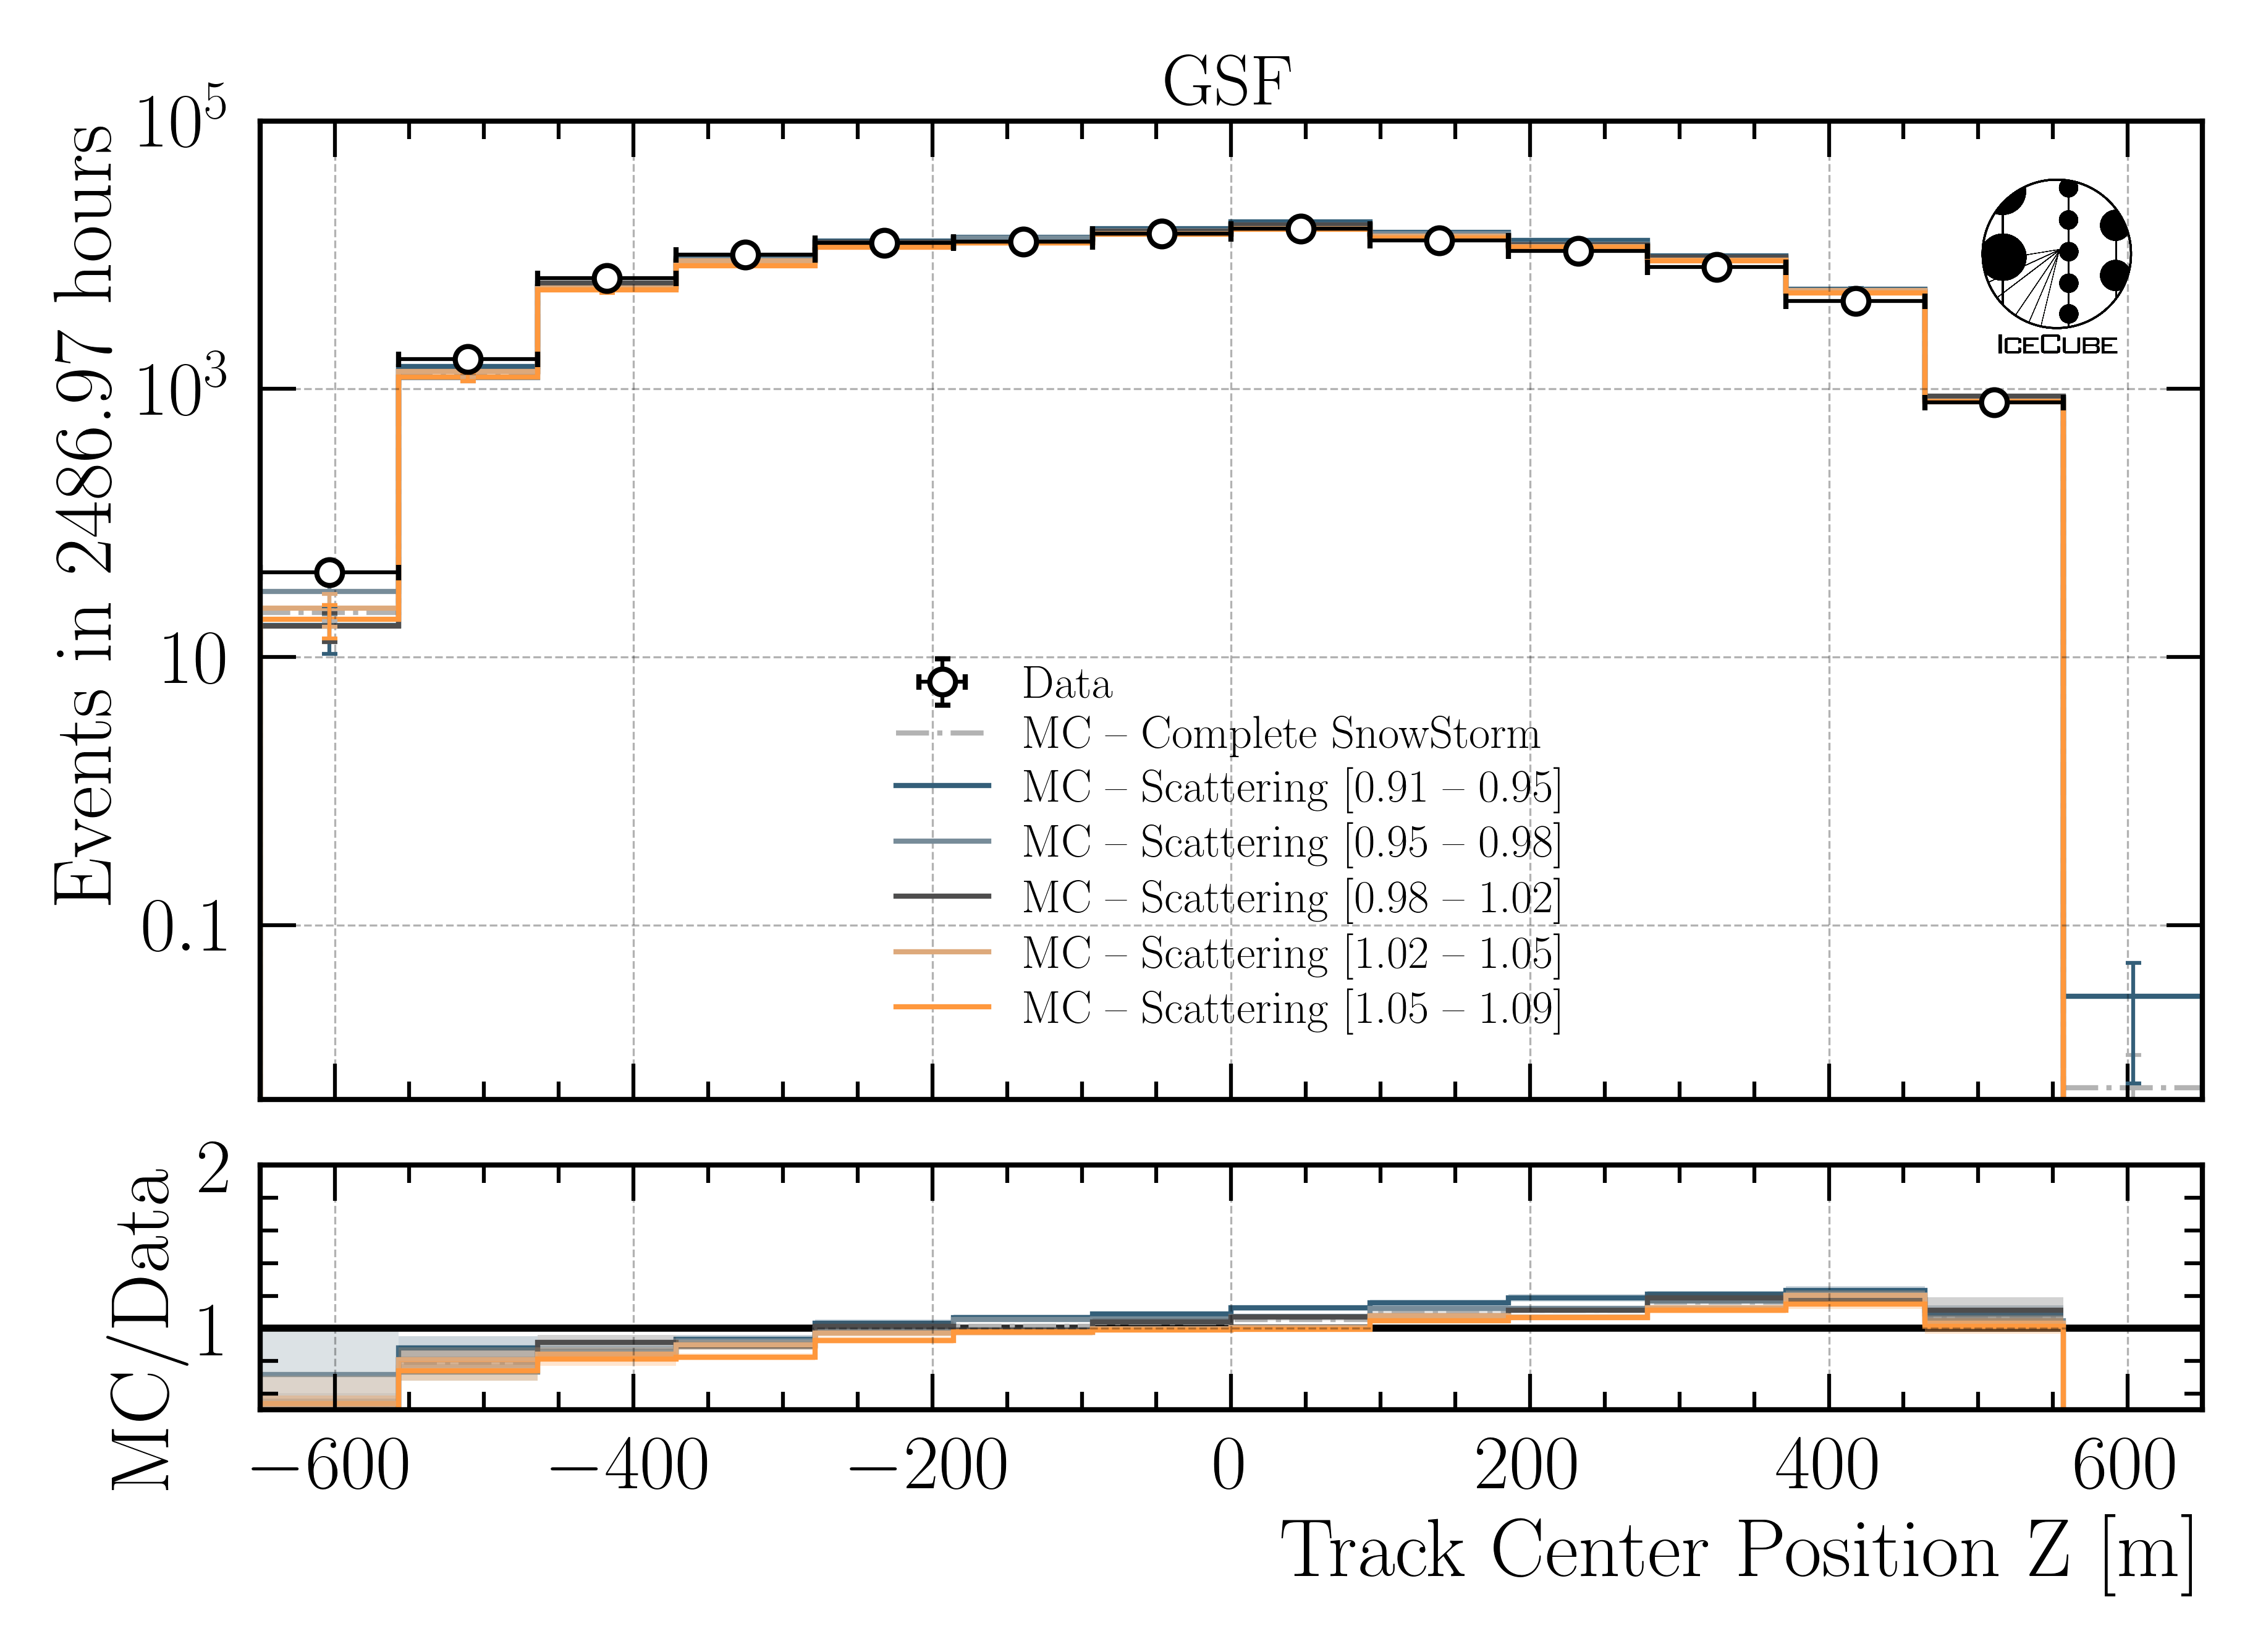 GSF
Events in 2486.97 hours
10^5
10^3
10
0.1
ICECUBE
Data
MC – Complete SnowStorm
MC – Scattering [0.91 – 0.95]
MC – Scattering [0.95 – 0.98]
MC – Scattering [0.98 – 1.02]
MC – Scattering [1.02 – 1.05]
MC – Scattering [1.05 – 1.09]
MC/Data
2
1
−600 −400 −200 0 200 400 600
Track Center Position Z [m]